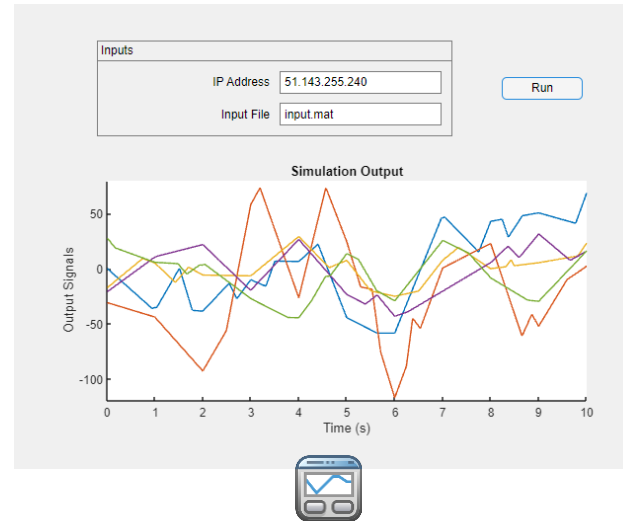 Inputs
IP Address 51.143.255.240
Run
Input File input.mat
Simulation Output
Output Signals
50
0
-50
-100
0 1 2 3 4 5 6 7 8 9 10
Time (s)